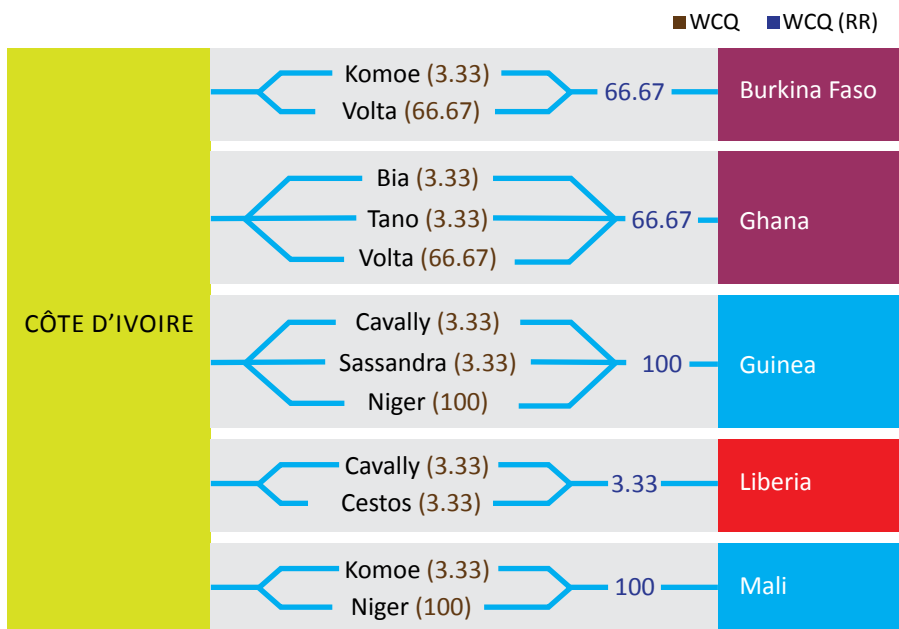 WCQ WCQ (RR)
CÔTE D'IVOIRE
Komoe (3.33)
Volta (66.67)
66.67
Burkina Faso
Bia (3.33)
Tano (3.33)
Volta (66.67)
66.67
Ghana
Cavally (3.33)
Sassandra (3.33)
Niger (100)
100
Guinea
Cavally (3.33)
Cestos (3.33)
3.33
Liberia
Komoe (3.33)
Niger (100)
100
Mali